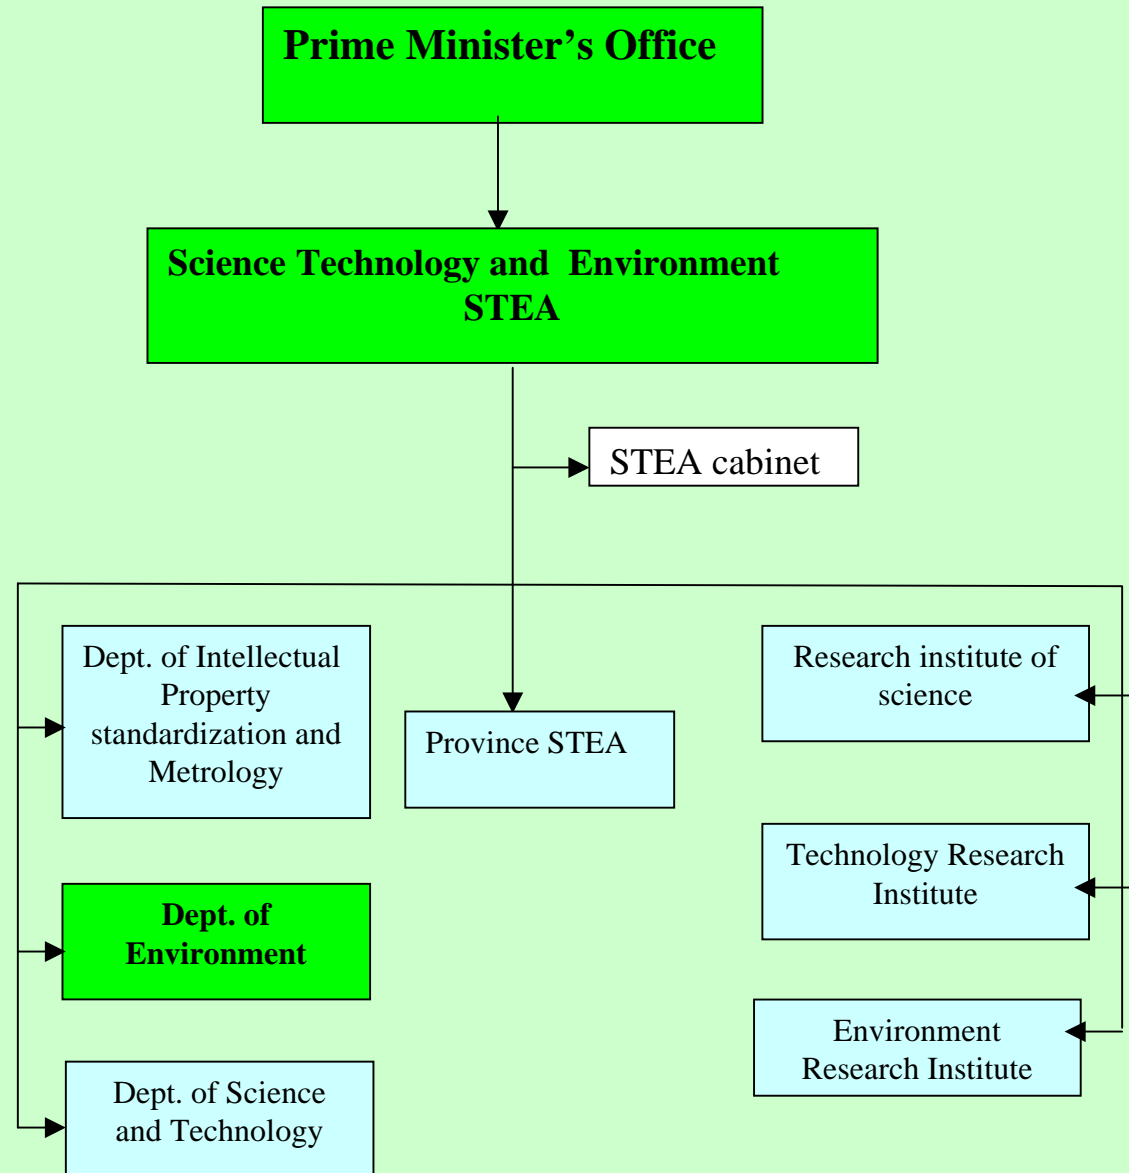 Prime Minister’s Office
Science Technology and Environment
STEA
STEA cabinet
Dept. of Intellectual
Property
standardization and
Metrology
Province STEA
Research institute of
science
Technology Research
Institute
Dept. of
Environment
Environment
Research Institute
Dept. of Science
and Technology